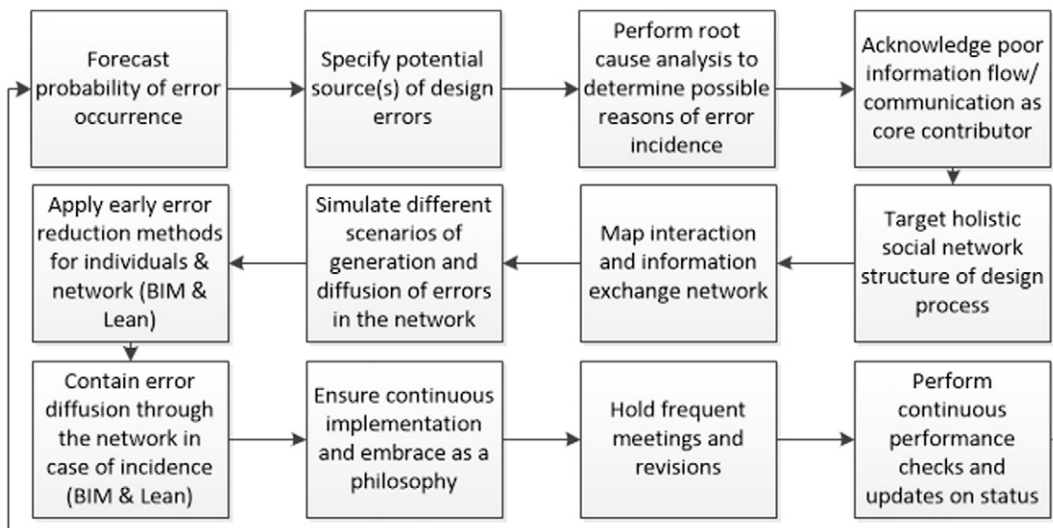 Forecast
probability of error
occurrence
Specify potential
source(s) of design
errors
Perform root
cause analysis to
determine possible
reasons of error
incidence
Acknowledge poor
information flow/
communication as
core contributor
Target holistic
social network
structure of design
process
Map interaction
and information
exchange network
Simulate different
scenarios of
generation and
diffusion of errors
in the network
Apply early error
reduction methods
for individuals &
network (BIM &
Lean)
Contain error
diffusion through
the network in
case of incidence
(BIM & Lean)
Ensure continuous
implementation
and embrace as a
philosophy
Hold frequent
meetings and
revisions
Perform
continuous
performance
checks and
updates on status